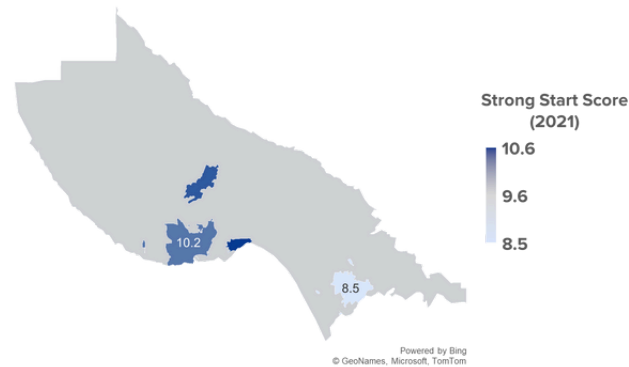 Strong Start Score
(2021)
10.6
9.6
8.5
10.2
8.5
Powered by Bing
© GeoNames, Microsoft, TomTom